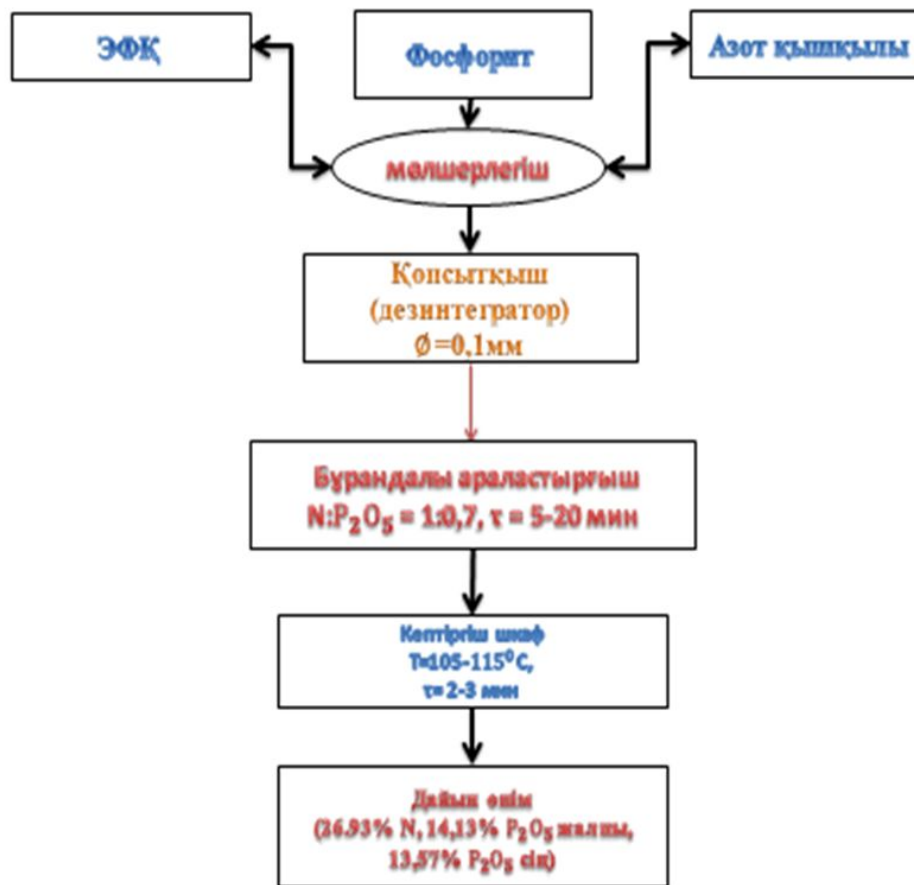 ЭФҚ
Фосфорит
Азот қышқылы
мөлшерлегіш
Қопсытқыш
(дезинтегратор)
Ø=0,1мм
Бұрандалы араластырғыш
N:P₂O₅ = 1:0,7, τ = 5-20 мин
Кептіргіш шкаф
T=105-115⁰C,
τ= 2-3 мин
Дайын өнім
(26.93% N, 14,13% P₂O₅ жалпы,
13,57% P₂O₅ сің)